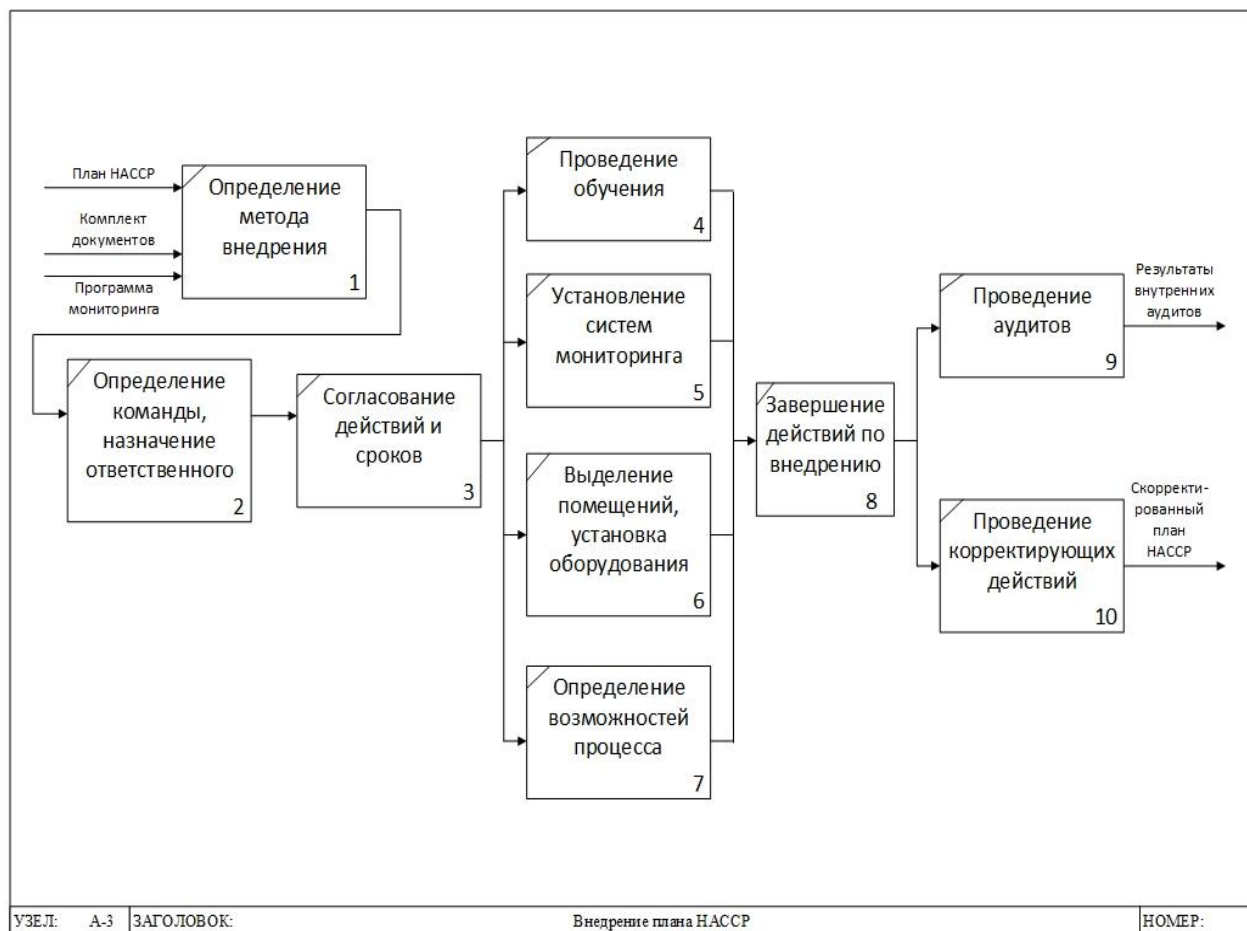 План НАССР
Комплект
документов
Программа
мониторинга
Определение
метода
внедрения
1
Определение
команды,
назначение
ответственного
2
Согласование
действий и
сроков
3
Проведение
обучения
4
Установление
систем
мониторинга
5
Выделение
помещений,
установка
оборудования
6
Определение
возможностей
процесса
7
Завершение
действий по
внедрению
8
Проведение
аудитов
9
Результаты
внутренних
аудитов
Проведение
корректирующих
действий
10
Скорректи-
рованный
план
НАССР
УЗЕЛ: А-3 ЗАГОЛОВОК: Внедрение плана НАССР НОМЕР: